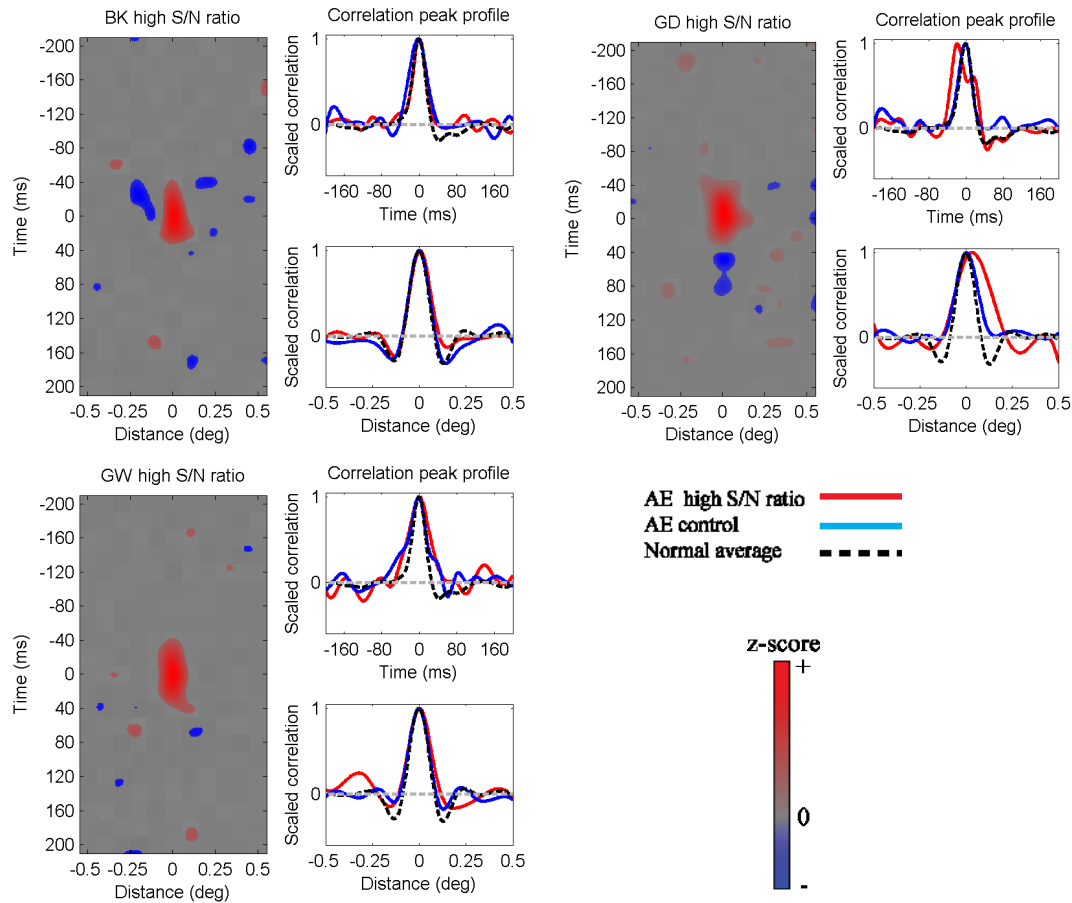 BK high S/N ratio
Correlation peak profile
-210
-160
-120
-80
-40
0
40
80
120
160
210
Time (ms)
-0.5 -0.25 0 0.25 0.5
Distance (deg)
1
0
Scaled correlation
-160 -80 0 80 160
Time (ms)
1
0
Scaled correlation
-0.5 -0.25 0 0.25 0.5
Distance (deg)
GD high S/N ratio
Correlation peak profile
-210
-160
-120
-80
-40
0
40
80
120
160
210
Time (ms)
-0.5 -0.25 0 0.25 0.5
Distance (deg)
1
0
Scaled correlation
-160 -80 0 80 160
Time (ms)
1
0
Scaled correlation
-0.5 -0.25 0 0.25 0.5
Distance (deg)
GW high S/N ratio
Correlation peak profile
-210
-160
-120
-80
-40
0
40
80
120
160
210
Time (ms)
-0.5 -0.25 0 0.25 0.5
Distance (deg)
1
0
Scaled correlation
-160 -80 0 80 160
Time (ms)
1
0
Scaled correlation
-0.5 -0.25 0 0.25 0.5
Distance (deg)
AE high S/N ratio
AE control
Normal average
z-score
+
0
-